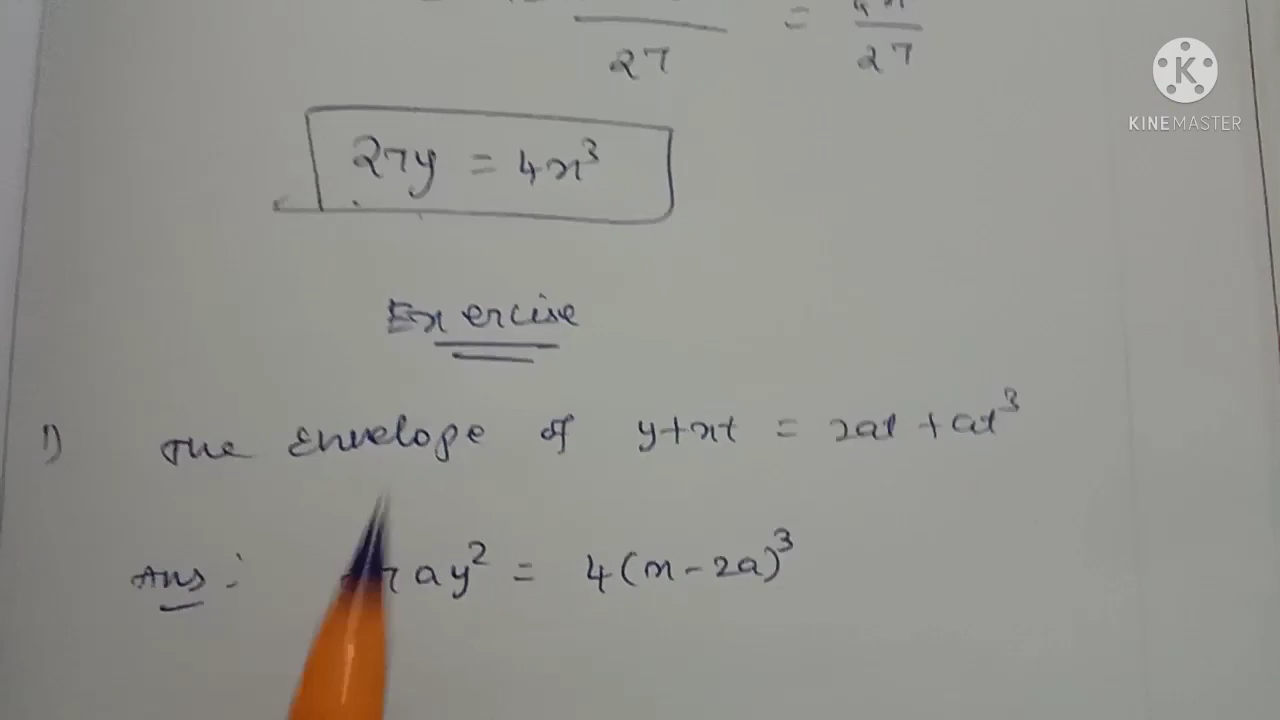 27 = 27
K
KINEMASTER
27y = 4x³
Exercise
1) The Envelope of y+xt = 2at + at³
Ans: ay² = 4(x-2a)³